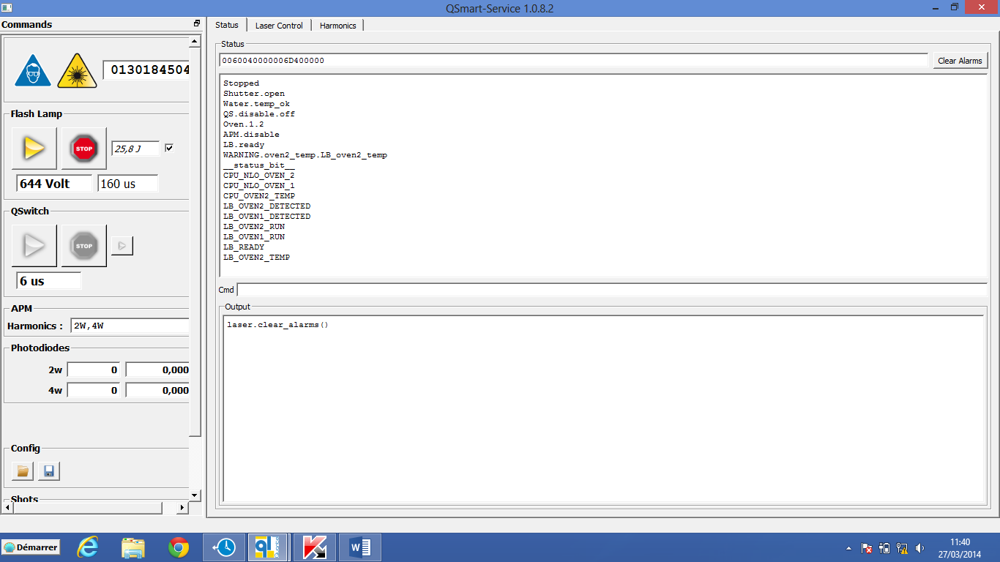 QSmart-Service 1.0.8.2
Commands
0130184504
Flash Lamp
STOP
25,8 J
644 Volt
160 us
QSwitch
STOP
6 us
APM
Harmonics :
2W,4W
Photodiodes
2w
0
0,000
4w
0
0,000
Config
Shots
Status
Laser Control
Harmonics
Status
0060040000006D400000
Clear Alarms
Stopped
Shutter.open
Water.temp_ok
QS.disable.off
Oven.1.2
APM.disable
LB.ready
WARNING.oven2_temp.LB_oven2_temp
__status_bit__
CPU_NLO_OVEN_2
CPU_NLO_OVEN_1
CPU_OVEN2_TEMP
LB_OVEN2_DETECTED
LB_OVEN1_DETECTED
LB_OVEN2_RUN
LB_OVEN1_RUN
LB_READY
LB_OVEN2_TEMP
Cmd
Output
laser.clear_alarms()
Démarrer
11:40
27/03/2014